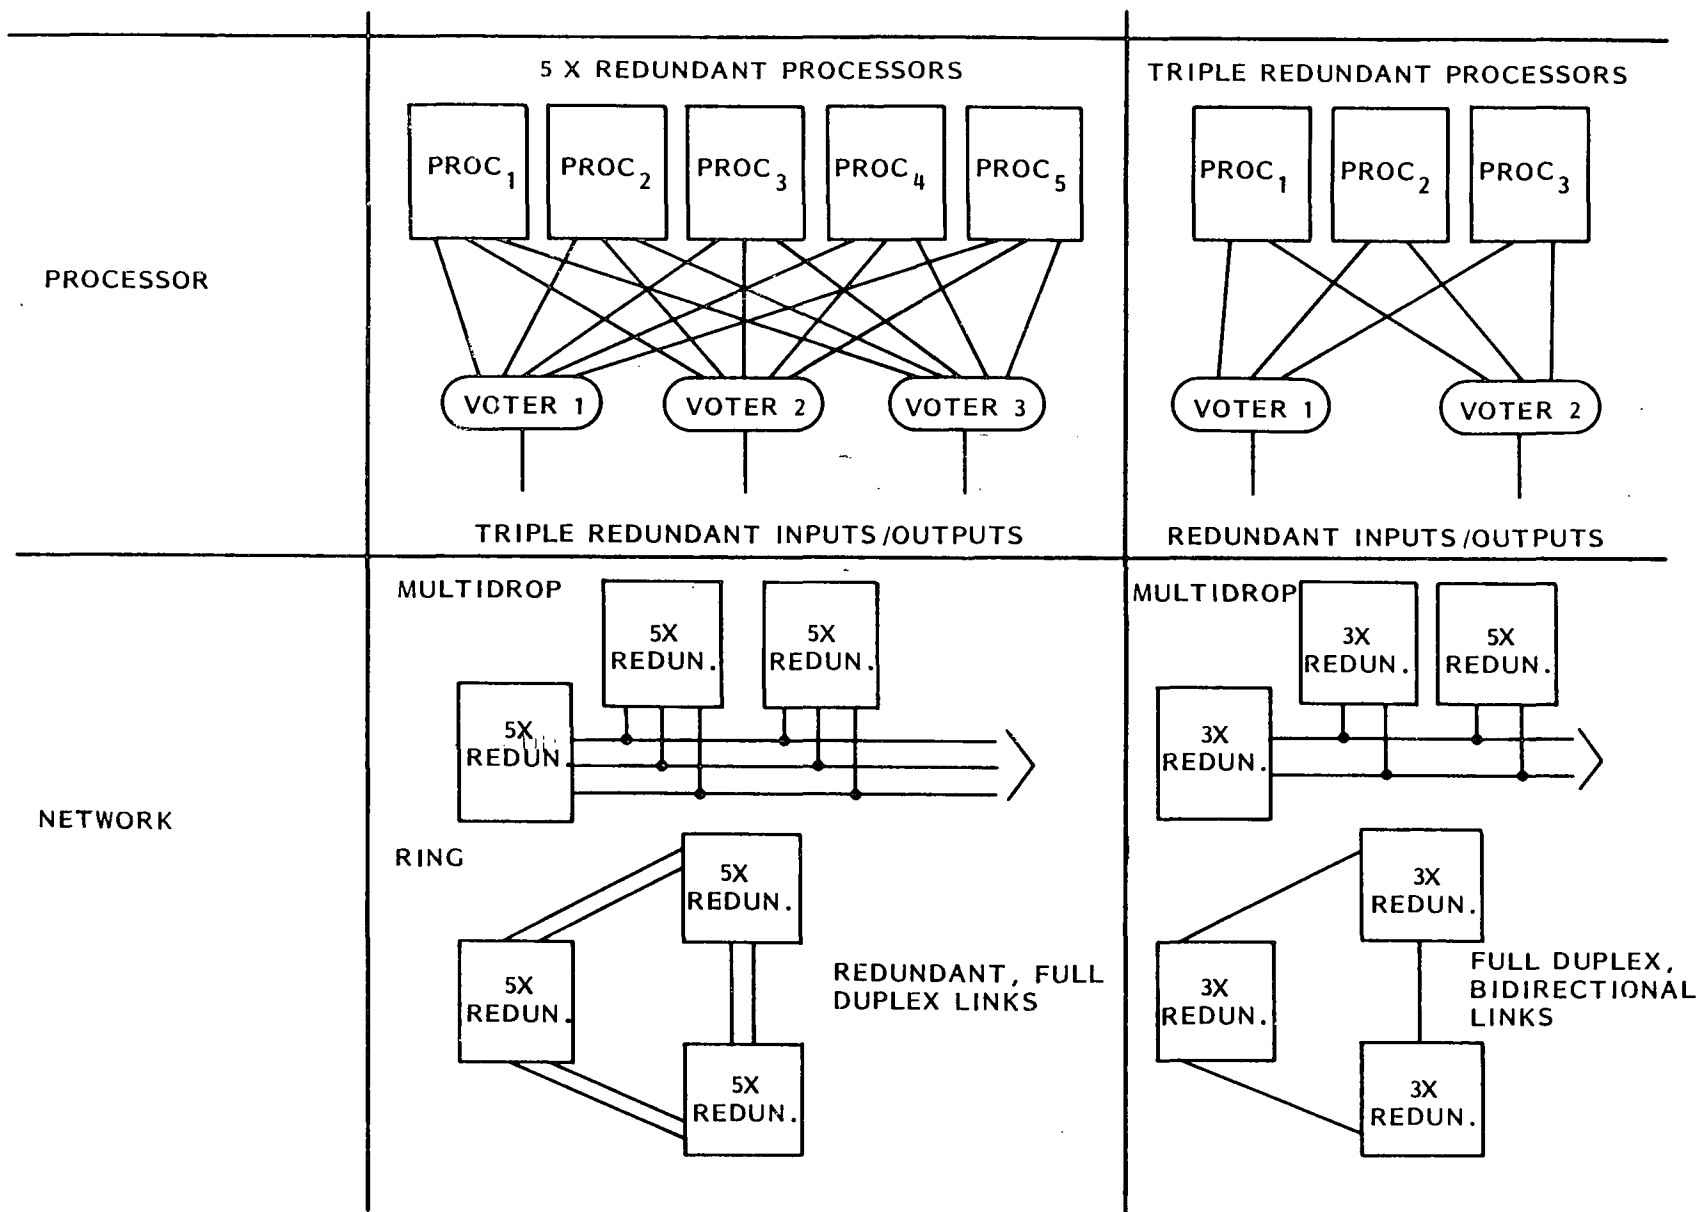 5 X REDUNDANT PROCESSORS
TRIPLE REDUNDANT PROCESSORS
PROC1
PROC2
PROC3
PROC4
PROC5
PROC1
PROC2
PROC3
PROCESSOR
VOTER 1
VOTER 2
VOTER 3
VOTER 1
VOTER 2
TRIPLE REDUNDANT INPUTS/OUTPUTS
REDUNDANT INPUTS/OUTPUTS
MULTIDROP
5X
REDUN.
5X
REDUN.
5X
REDUN
MULTIDROP
3X
REDUN.
5X
REDUN.
3X
REDUN.
NETWORK
RING
5X
REDUN.
5X
REDUN.
5X
REDUN.
REDUNDANT, FULL
DUPLEX LINKS
3X
REDUN.
3X
REDUN.
3X
REDUN.
FULL DUPLEX,
BIDIRECTIONAL
LINKS